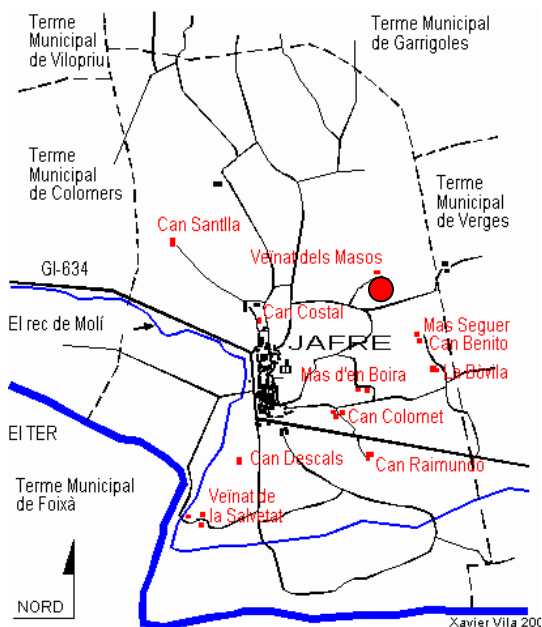 Terme
Municipal
de Vilopriu
Terme Municipal
de Garrigoles
Terme
Municipal
de Colomers
Terme
Municipal
de Verges
Can Santlla
Veïnat dels Masos
GI-634
Can Costal
El rec de Molí
Mas Seguer
Can Benito
JAFRE
Mas d'en Boira
La Bòvila
Can Colomet
El TER
Can Descals
Can Raimundo
Terme Municipal
de Foixà
Veïnat de
la Salvetat
NORD
Xavier Vila 200